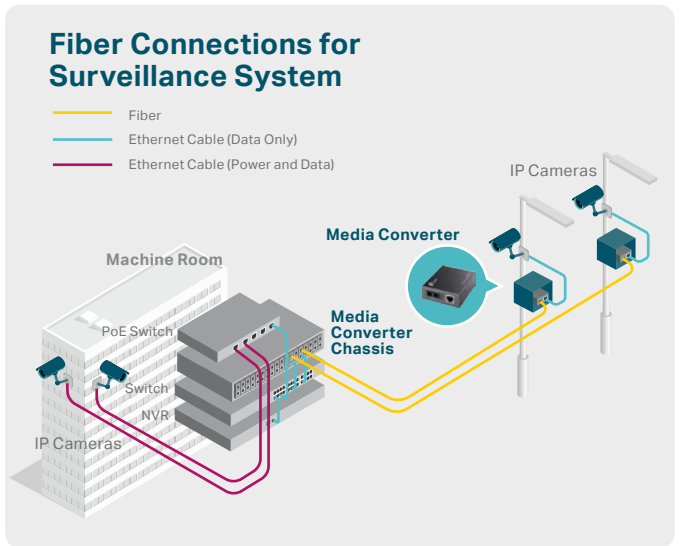 Fiber Connections for
Surveillance System
Fiber
Ethernet Cable (Data Only)
Ethernet Cable (Power and Data)
IP Cameras
Media Converter
Machine Room
Media
Converter
Chassis
PoE Switch
Switch
NVR
IP Cameras